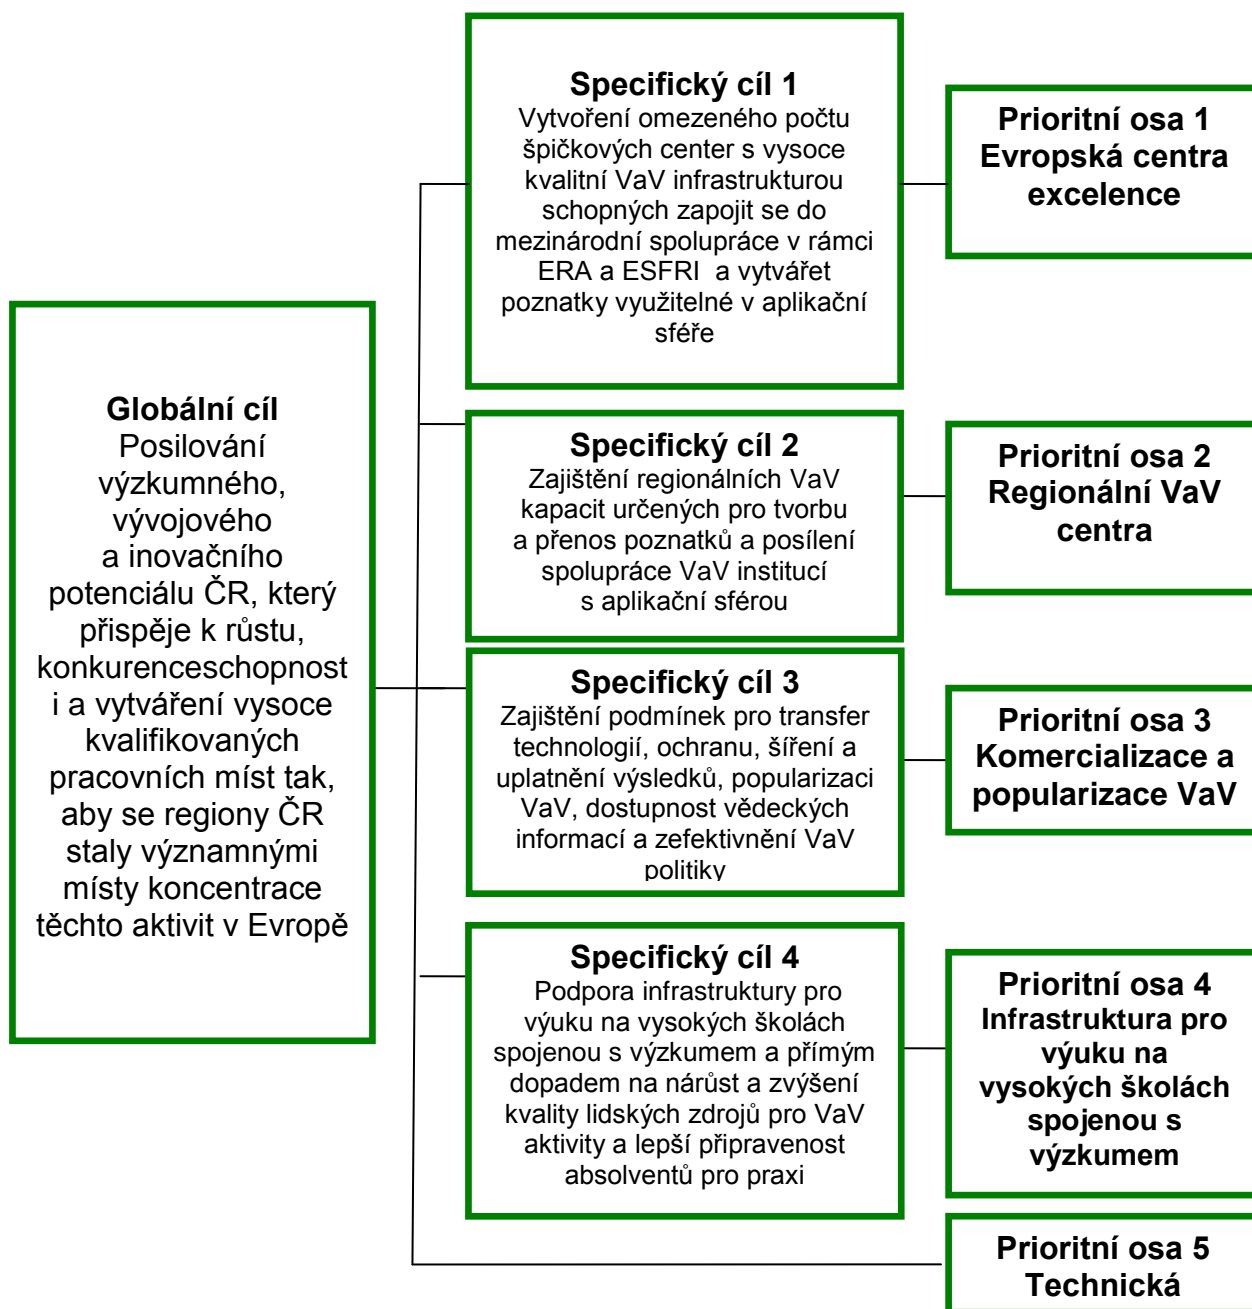 Globální cíl
Posilování
výzkumného,
vývojového
a inovačního
potenciálu ČR, který
přispěje k růstu,
konkurenceschopnost
i a vytváření vysoce
kvalifikovaných
pracovních míst tak,
aby se regiony ČR
staly významnými
místy koncentrace
těchto aktivit v Evropě
Specifický cíl 1
Vytvoření omezeného počtu
špičkových center s vysoce
kvalitní VaV infrastrukturou
schopných zapojit se do
mezinárodní spolupráce v rámci
ERA a ESFRI a vytvářet
poznatky využitelné v aplikační
sféře
Prioritní osa 1
Evropská centra
excelence
Specifický cíl 2
Zajištění regionálních VaV
kapacit určených pro tvorbu
a přenos poznatků a posílení
spolupráce VaV institucí
s aplikační sférou
Prioritní osa 2
Regionální VaV
centra
Specifický cíl 3
Zajištění podmínek pro transfer
technologií, ochranu, šíření a
uplatnění výsledků, popularizaci
VaV, dostupnost vědeckých
informací a zefektivnění VaV
politiky
Prioritní osa 3
Komercializace a
popularizace VaV
Specifický cíl 4
Podpora infrastruktury pro
výuku na vysokých školách
spojenou s výzkumem a přímým
dopadem na nárůst a zvýšení
kvality lidských zdrojů pro VaV
aktivity a lepší připravenost
absolventů pro praxi
Prioritní osa 4
Infrastruktura pro
výuku na
vysokých školách
spojenou s
výzkumem
Prioritní osa 5
Technická